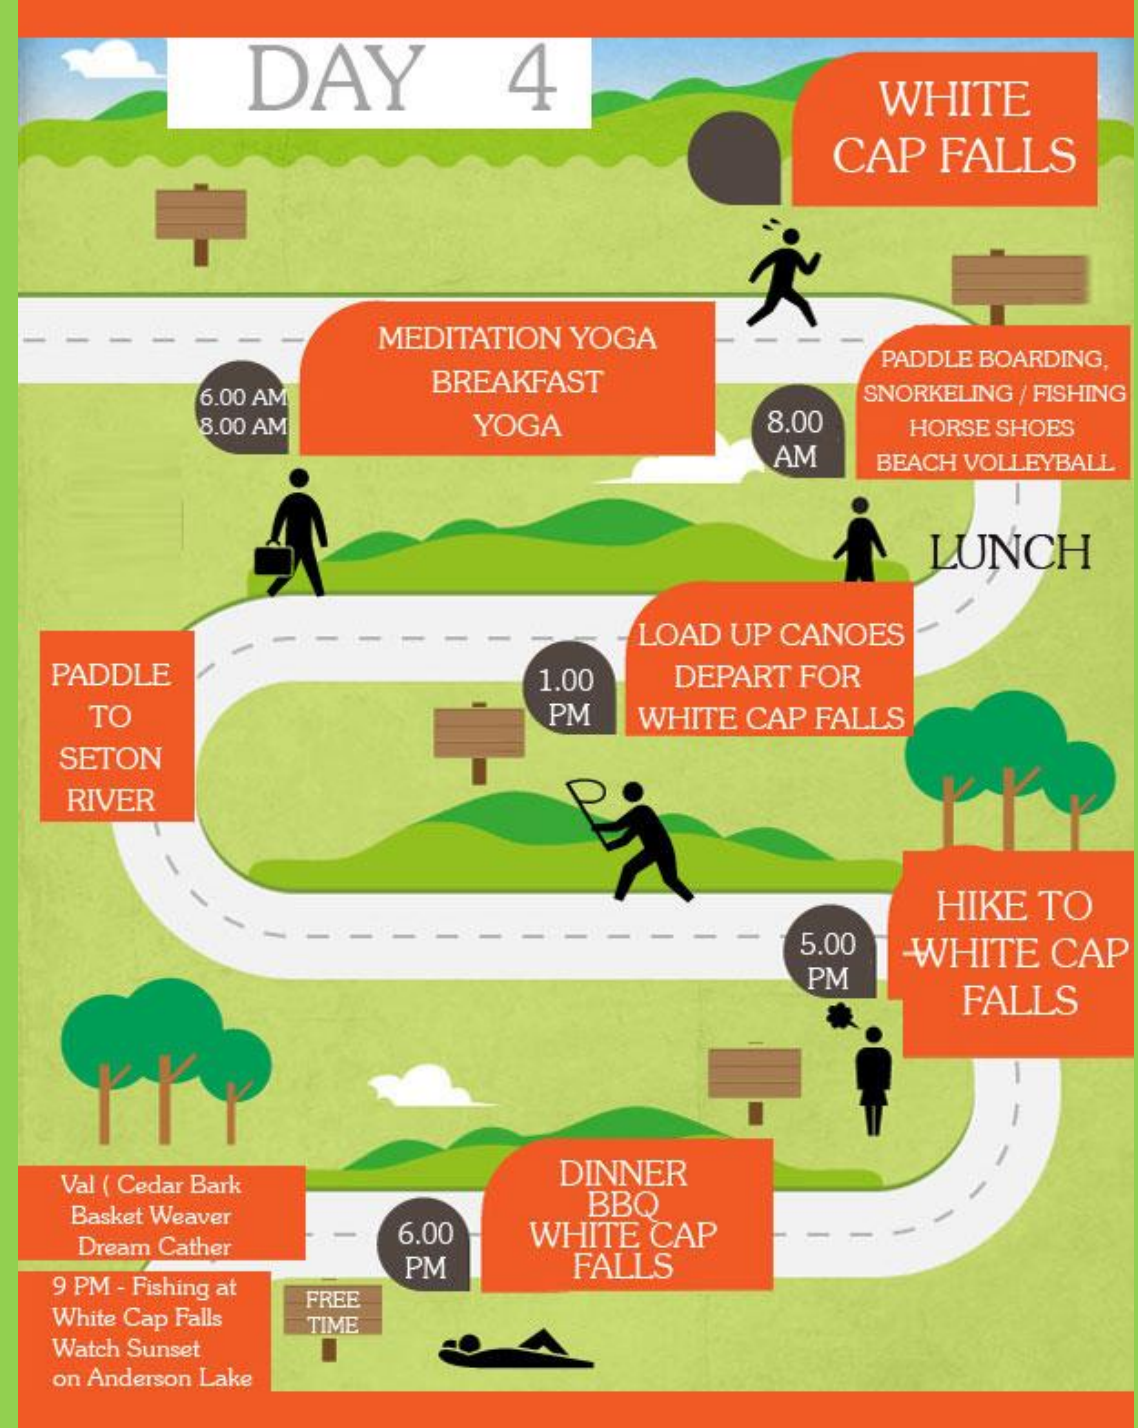 DAY 4
WHITE
CAP FALLS
6.00 AM
8.00 AM
MEDITATION YOGA
BREAKFAST
YOGA
8.00
AM
PADDLE BOARDING,
SNORKELING / FISHING
HORSE SHOES
BEACH VOLLEYBALL
LUNCH
1.00
PM
LOAD UP CANOES
DEPART FOR
WHITE CAP FALLS
PADDLE
TO
SETON
RIVER
5.00
PM
HIKE TO
WHITE CAP
FALLS
6.00
PM
DINNER
BBQ
WHITE CAP
FALLS
Val ( Cedar Bark
Basket Weaver
Dream Cather
9 PM - Fishing at
White Cap Falls
Watch Sunset
on Anderson Lake
FREE
TIME